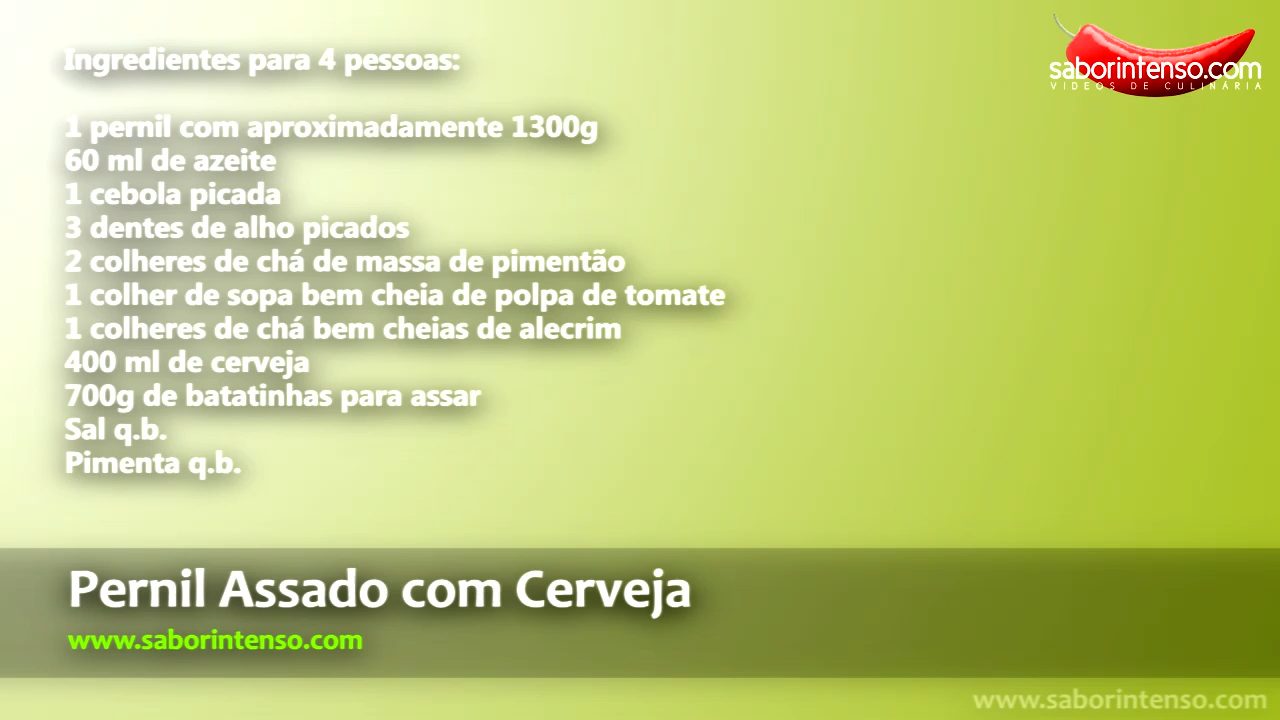 Ingredientes para 4 pessoas:
saborintenso.com
VIDEOS DE CULINÁRIA
1 pernil com aproximadamente 1300g
60 ml de azeite
1 cebola picada
3 dentes de alho picados
2 colheres de chá de massa de pimentão
1 colher de sopa bem cheia de polpa de tomate
1 colheres de chá bem cheias de alecrim
400 ml de cerveja
700g de batatinhas para assar
Sal q.b.
Pimenta q.b.
Pernil Assado com Cerveja
www.saborintenso.com
www.saborintenso.com